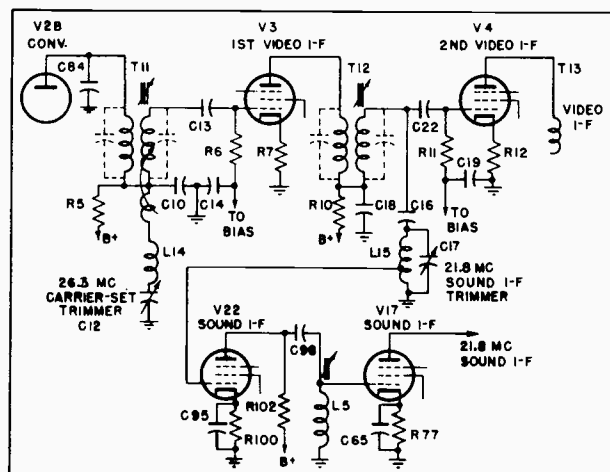 V2B
CONV.
C84
T11
V3
1ST VIDEO I-F
T12
V4
2ND VIDEO I-F
T13
VIDEO
I-F
C13
R6
R7
C22
R11
C19
R12
R5
B+
C10
C14
TO
BIAS
R10
B+
C18
C16
TO
BIAS
L14
26.3 MC
CARRIER-SET
TRIMMER
C12
L15
C17
21.8 MC
SOUND I-F
TRIMMER
V22
SOUND I-F
C98
V17
SOUND I-F
21.8 MC
SOUND I-F
C95
R102
R100
B+
L5
C65
R77